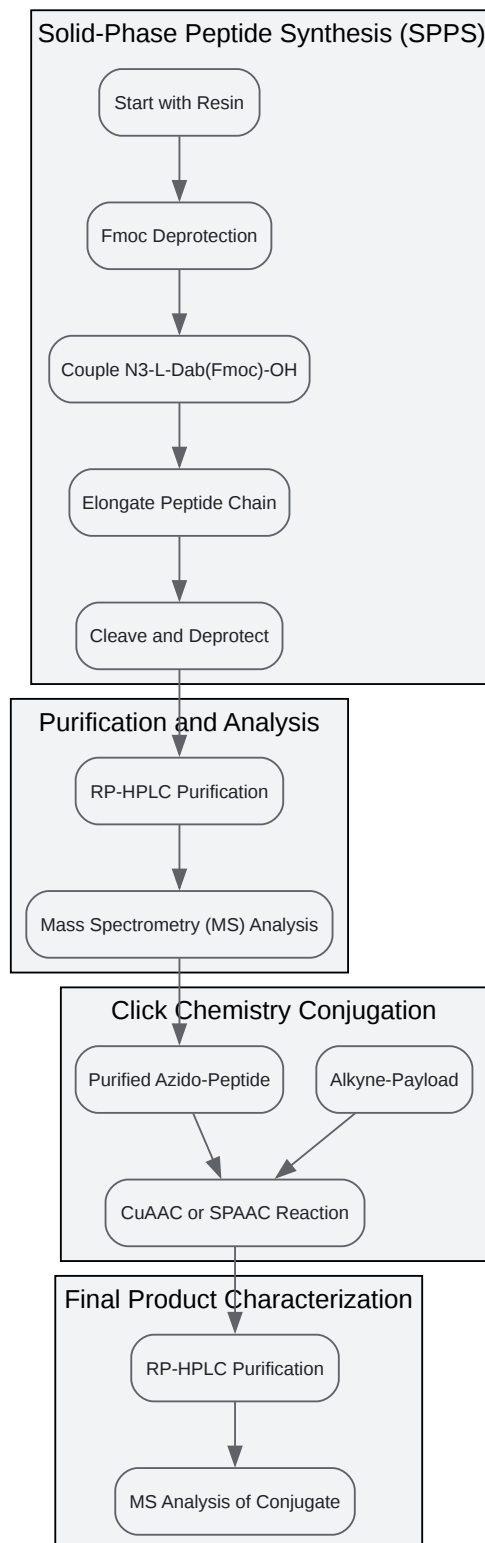 Solid-Phase Peptide Synthesis (SPPS)
Start with Resin
Fmoc Deprotection
Couple N3-L-Dab(Fmoc)-OH
Elongate Peptide Chain
Cleave and Deprotect
Purification and Analysis
RP-HPLC Purification
Mass Spectrometry (MS) Analysis
Click Chemistry Conjugation
Purified Azido-Peptide
Alkyne-Payload
CuAAC or SPAAC Reaction
Final Product Characterization
RP-HPLC Purification
MS Analysis of Conjugate